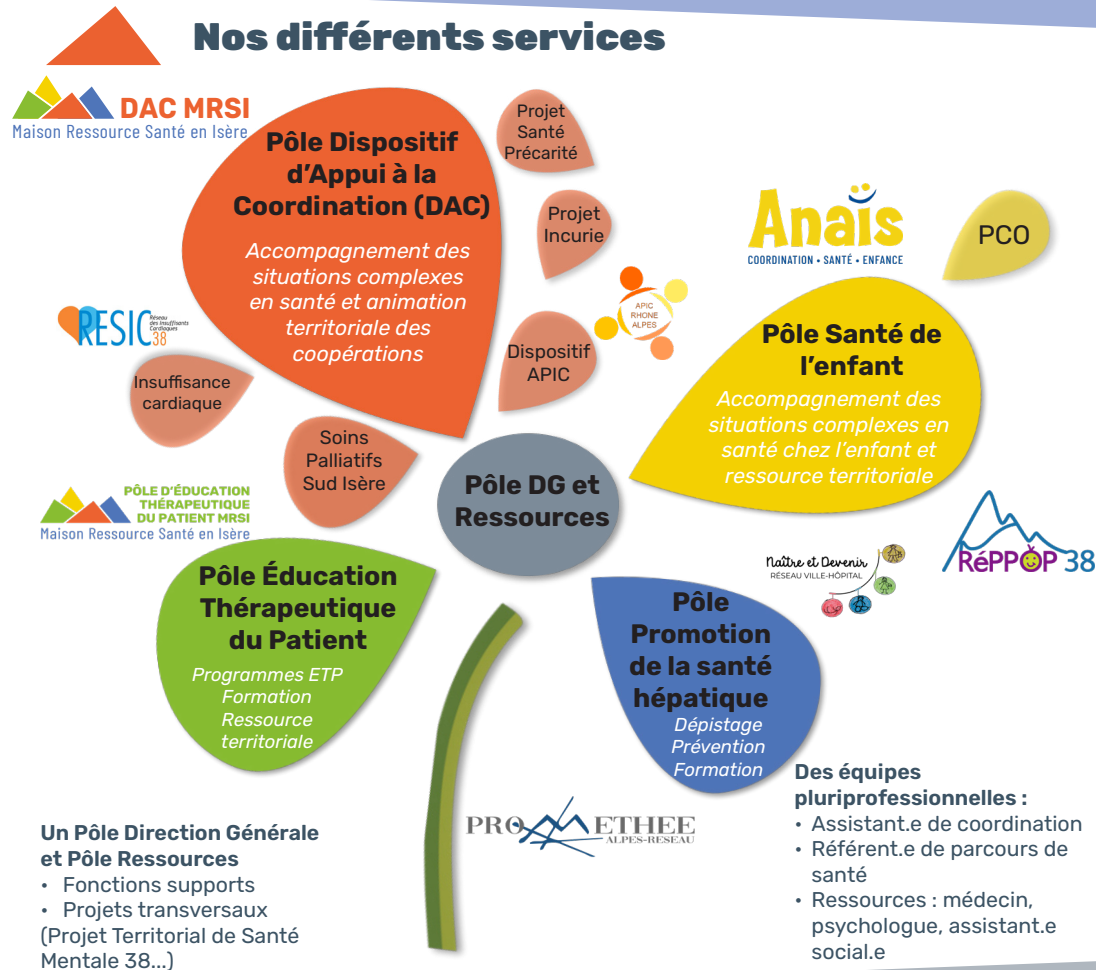 Nos différents services
DAC MRSI
Maison Ressource Santé en Isère
Pôle Dispositif
d'Appui à la
Coordination (DAC)
Accompagnement des
situations complexes
en santé et animation
territoriale des
coopérations
Projet
Santé
Précarité
Projet
Incurie
APIC
RHONE
ALPES
Dispositif
APIC
RESIC38
Réseau
des Insuffisants
Cardiaques
Insuffisance
cardiaque
Soins
Palliatifs
Sud Isère
Anaïs
COORDINATION • SANTÉ • ENFANCE
PCO
Pôle Santé de
l'enfant
Accompagnement des
situations complexes en
santé chez l'enfant et
ressource territoriale
Pôle DG et
Ressources
PÔLE D'ÉDUCATION
THÉRAPEUTIQUE
DU PATIENT MRSI
Maison Ressource Santé en Isère
Pôle Éducation
Thérapeutique
du Patient
Programmes ETP
Formation
Ressource
territoriale
Naître et Devenir
RÉSEAU VILLE-HÔPITAL
RéPPOP 38
Pôle
Promotion
de la santé
hépatique
Dépistage
Prévention
Formation
PROMETHEE
ALPES-RESEAU
Un Pôle Direction Générale
et Pôle Ressources
• Fonctions supports
• Projets transversaux
(Projet Territorial de Santé
Mentale 38...)
Des équipes
pluriprofessionnelles :
• Assistant.e de coordination
• Référent.e de parcours de
santé
• Ressources : médecin,
psychologue, assistant.e
social.e